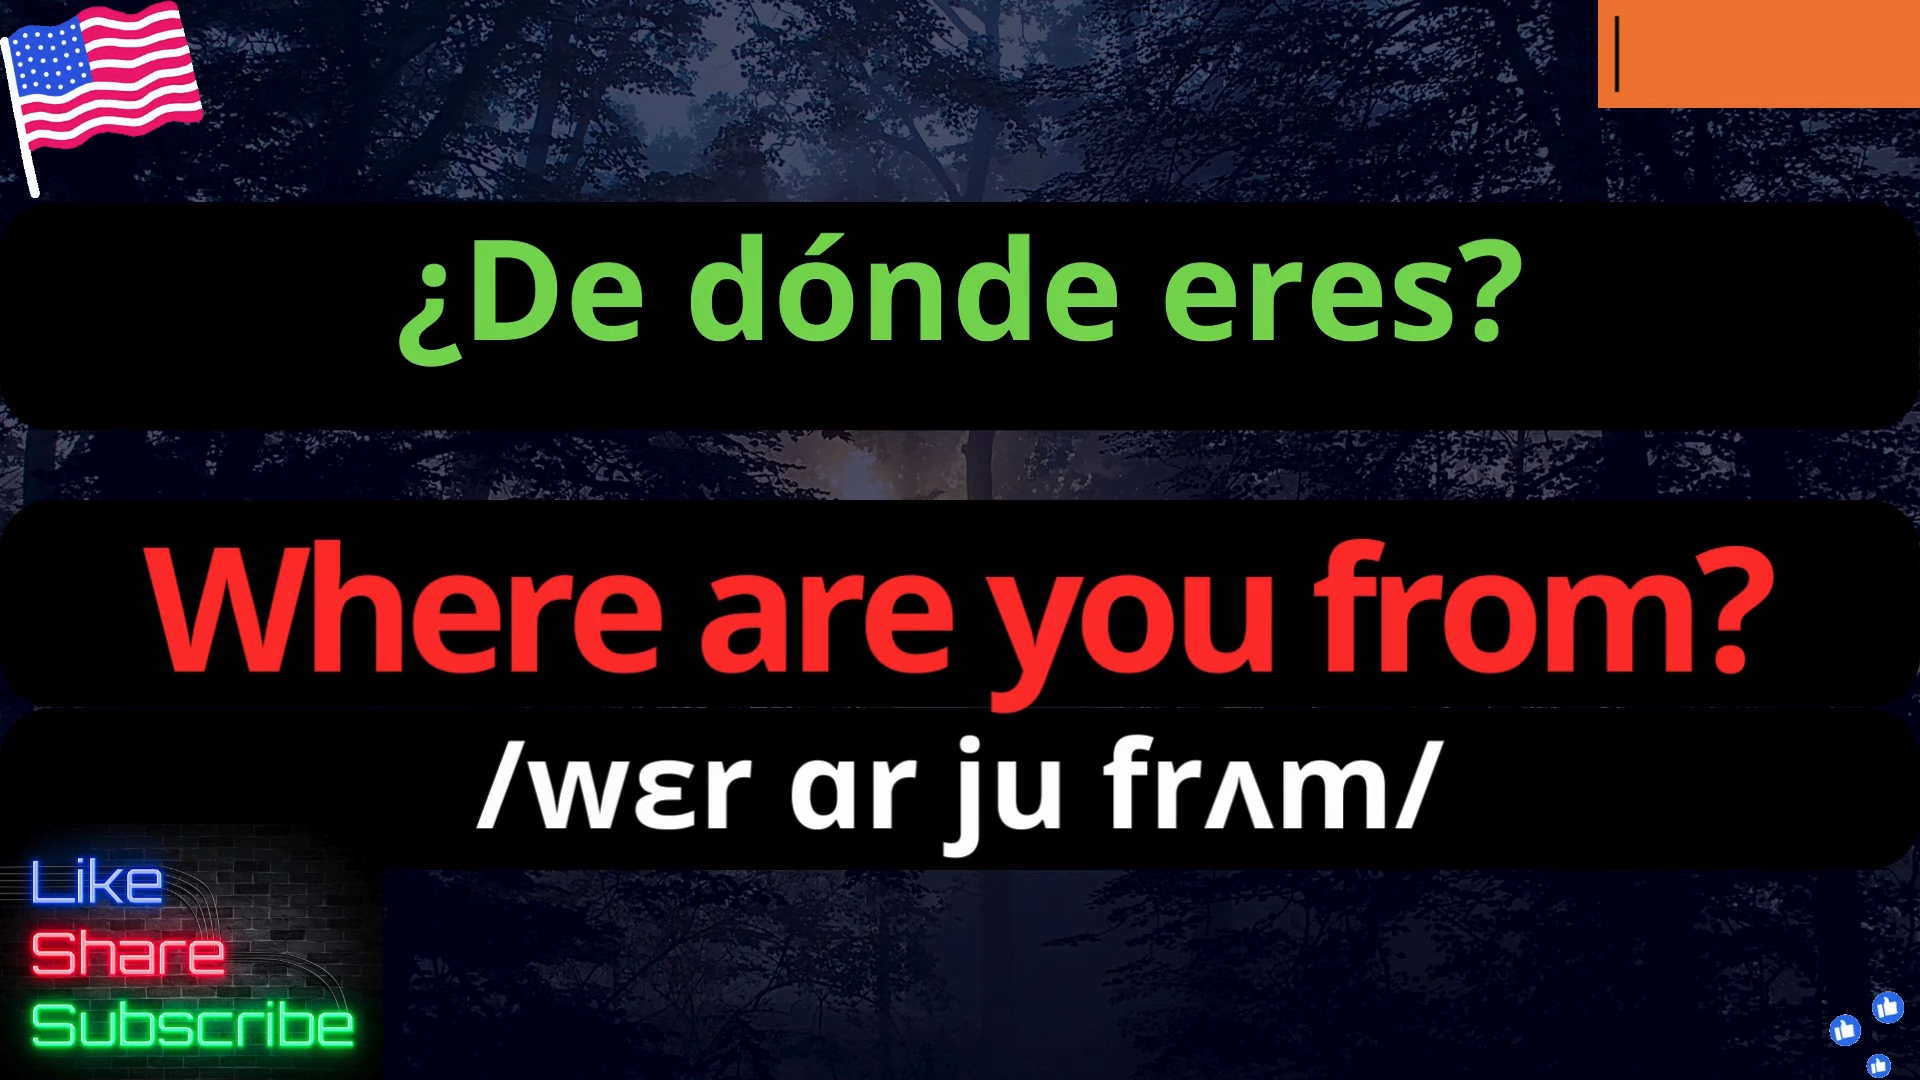 ¿De dónde eres?
Where are you from?
/wɛr ɑr ju frʌm/
Like
Share
Subscribe